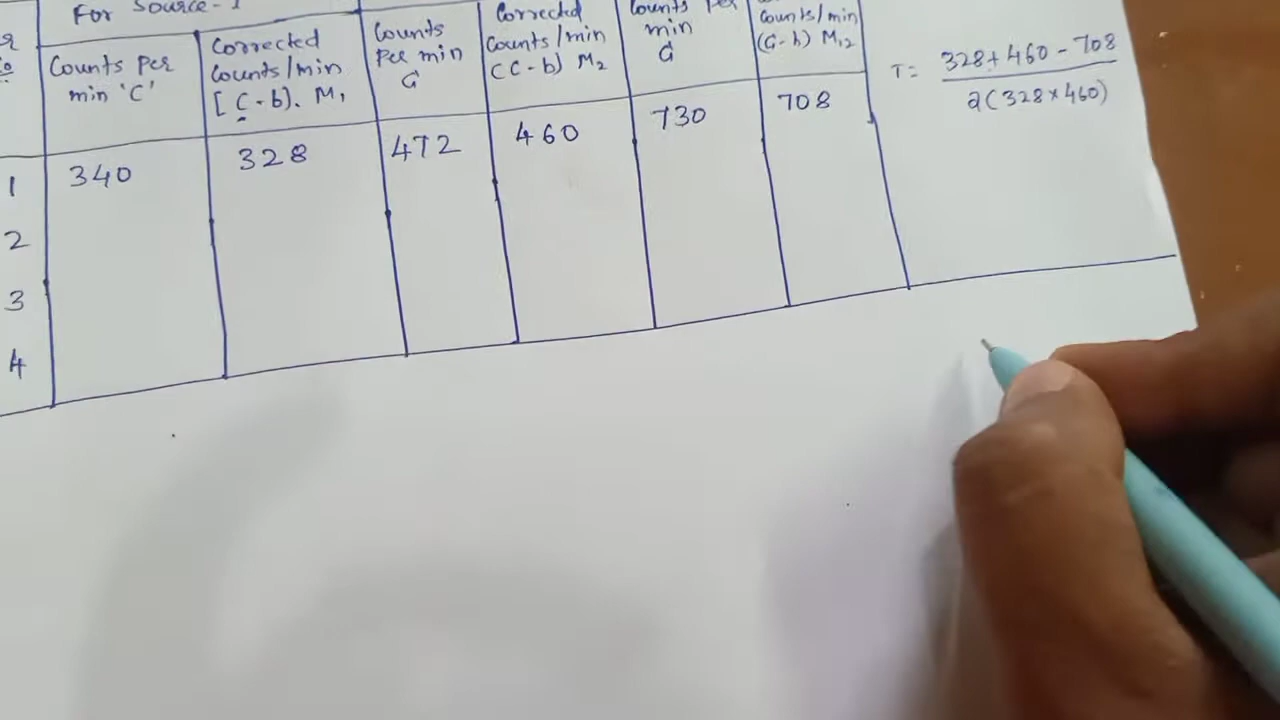 For Source-1
Counts Per
min 'C'
Corrected
Counts/min
[C-b). M1
Counts
Per min
C
Corrected
Counts/min
(C-b) M2
Counts Per
min
C
Counts/min
(C-b) M12
T= 328+460-708
2(328×460)
1 340 328 472 460 730 708
2
3
4